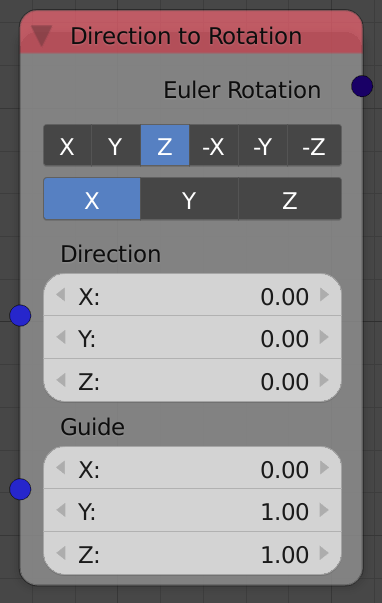 Direction to Rotation
Euler Rotation
X Y Z -X -Y -Z
X Y Z
Direction
X: 0.00
Y: 0.00
Z: 0.00
Guide
X: 0.00
Y: 1.00
Z: 1.00